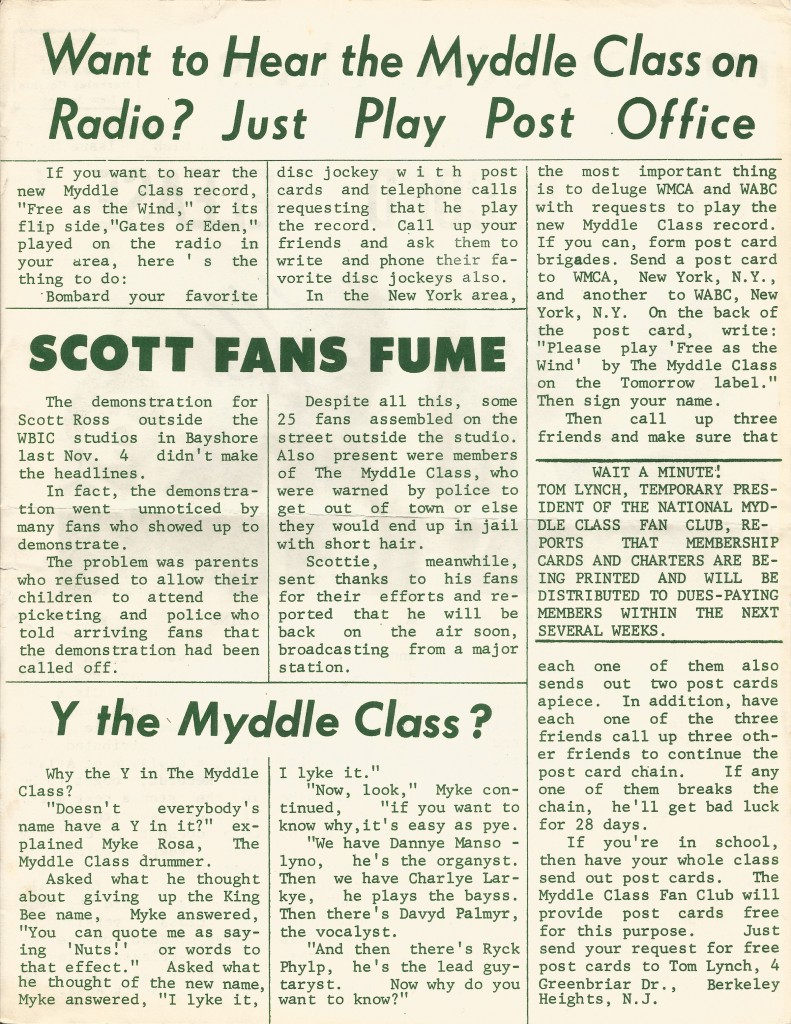 Want to Hear the Myddle Class on
Radio? Just Play Post Office
If you want to hear the
new Myddle Class record,
"Free as the Wind," or its
flip side,"Gates of Eden,"
played on the radio in
your area, here's the
thing to do:
Bombard your favorite
disc jockey with post
cards and telephone calls
requesting that he play
the record. Call up your
friends and ask them to
write and phone their fa-
vorite disc jockeys also.
In the New York area,
the most important thing
is to deluge WMCA and WABC
with requests to play the
new Myddle Class record.
If you can, form post card
brigades. Send a post card
to WMCA, New York, N.Y.,
and another to WABC, New
York, N.Y. On the back of
the post card, write:
"Please play 'Free as the
Wind' by The Myddle Class
on the Tomorrow label."
Then sign your name.
Then call up three
friends and make sure that
each one of them also
sends out two post cards
apiece. In addition, have
each one of the three
friends call up three oth-
er friends to continue the
post card chain. If any
one of them breaks the
chain, he'll get bad luck
for 28 days.
If you're in school,
then have your whole class
send out post cards. The
Myddle Class Fan Club will
provide post cards free
for this purpose. Just
send your request for free
post cards to Tom Lynch, 4
Greenbriar Dr., Berkeley
Heights, N.J.
WAIT A MINUTE!
TOM LYNCH, TEMPORARY PRES-
IDENT OF THE NATIONAL MYD-
DLE CLASS FAN CLUB, RE-
PORTS THAT MEMBERSHIP
CARDS AND CHARTERS ARE BE-
ING PRINTED AND WILL BE
DISTRIBUTED TO DUES-PAYING
MEMBERS WITHIN THE NEXT
SEVERAL WEEKS.
SCOTT FANS FUME
The demonstration for
Scott Ross outside the
WBIC studios in Bayshore
last Nov. 4 didn't make
the headlines.
In fact, the demonstra-
tion went unnoticed by
many fans who showed up to
demonstrate.
The problem was parents
who refused to allow their
children to attend the
picketing and police who
told arriving fans that
the demonstration had been
called off.
Despite all this, some
25 fans assembled on the
street outside the studio.
Also present were members
of The Myddle Class, who
were warned by police to
get out of town or else
they would end up in jail
with short hair.
Scottie, meanwhile,
sent thanks to his fans
for their efforts and re-
ported that he will be
back on the air soon,
broadcasting from a major
station.
Y the Myddle Class?
Why the Y in The Myddle
Class?
"Doesn't everybody's
name have a Y in it?" ex-
plained Myke Rosa, The
Myddle Class drummer.
Asked what he thought
about giving up the King
Bee name, Myke answered,
"You can quote me as say-
ing 'Nuts!' or words to
that effect." Asked what
he thought of the new name,
Myke answered, "I lyke it,
I lyke it."
"Now, look," Myke con-
tinued, "if you want to
know why,it's easy as pye.
"We have Dannye Manso -
lyno, he's the organyst.
Then we have Charlye Lar-
kye, he plays the bayss.
Then there's Davyd Palmyr,
the vocalyst.
"And then there's Ryck
Phylp, he's the lead guy-
taryst. Now why do you
want to know?"